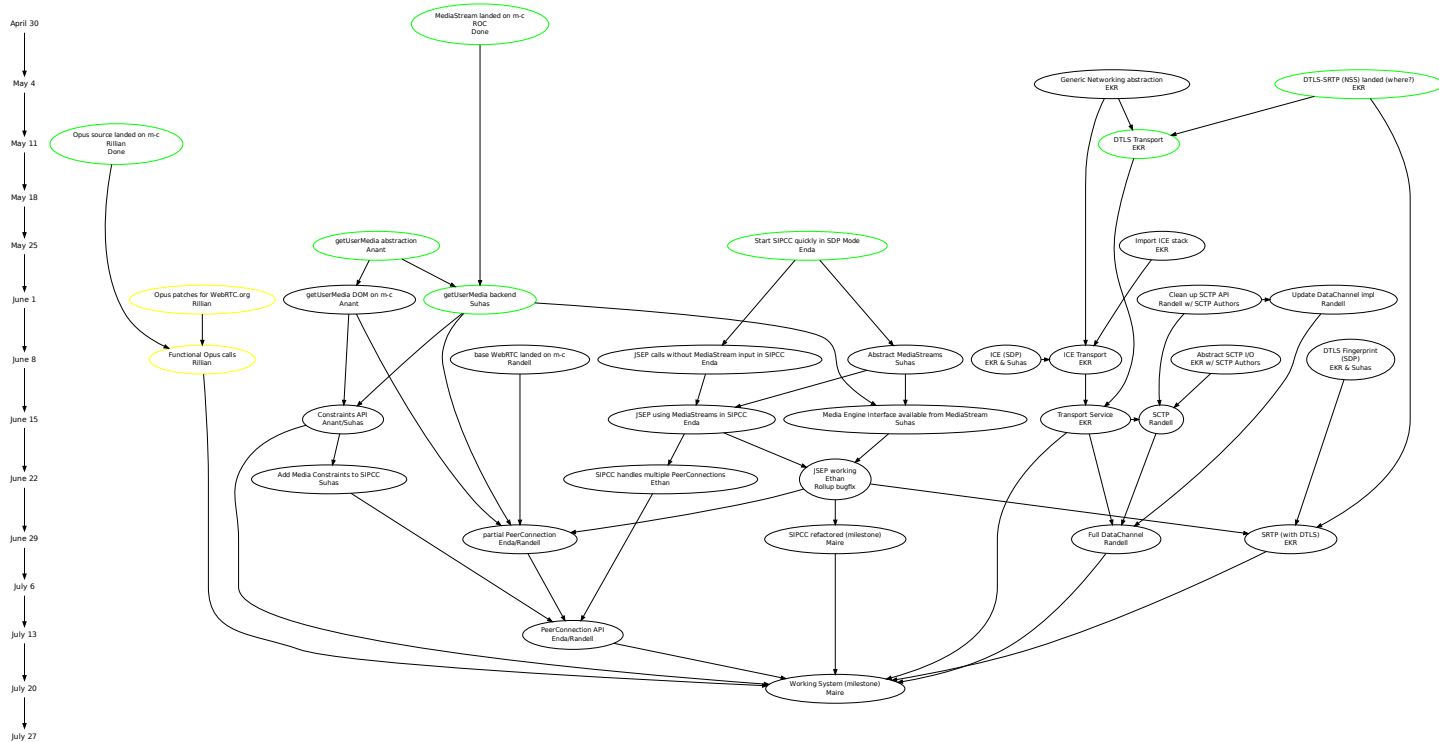 April 30
MediaStream landed on m-c
ROC
Done
May 4
Generic Networking abstraction
EKR
DTLS-SRTP (NSS) landed (where?)
EKR
May 11
Opus source landed on m-c
Rillian
Done
DTLS Transport
EKR
May 18
May 25
getUserMedia abstraction
Anant
Start SIPCC quickly in SDP Mode
Enda
Import ICE stack
EKR
June 1
Opus patches for WebRTC.org
Rillian
getUserMedia DOM on m-c
Anant
getUserMedia backend
Suhas
Clean up SCTP API
Randell w/ SCTP Authors
Update DataChannel impl
Randell
June 8
Functional Opus calls
Rillian
base WebRTC landed on m-c
Randell
JSEP calls without MediaStream input in SIPCC
Enda
Abstract MediaStreams
Suhas
ICE (SDP)
EKR & Suhas
ICE Transport
EKR
Abstract SCTP I/O
EKR w/ SCTP Authors
DTLS Fingerprint
(SDP)
EKR & Suhas
June 15
Constraints API
Anant/Suhas
JSEP using MediaStreams in SIPCC
Enda
Media Engine Interface available from MediaStream
Suhas
Transport Service
EKR
SCTP
Randell
June 22
Add Media Constraints to SIPCC
Suhas
SIPCC handles multiple PeerConnections
Ethan
JSEP working
Ethan
Rollup bugfix
June 29
partial PeerConnection
Enda/Randell
SIPCC refactored (milestone)
Maire
Full DataChannel
Randell
SRTP (with DTLS)
EKR
July 6
July 13
PeerConnection API
Enda/Randell
July 20
Working System (milestone)
Maire
July 27